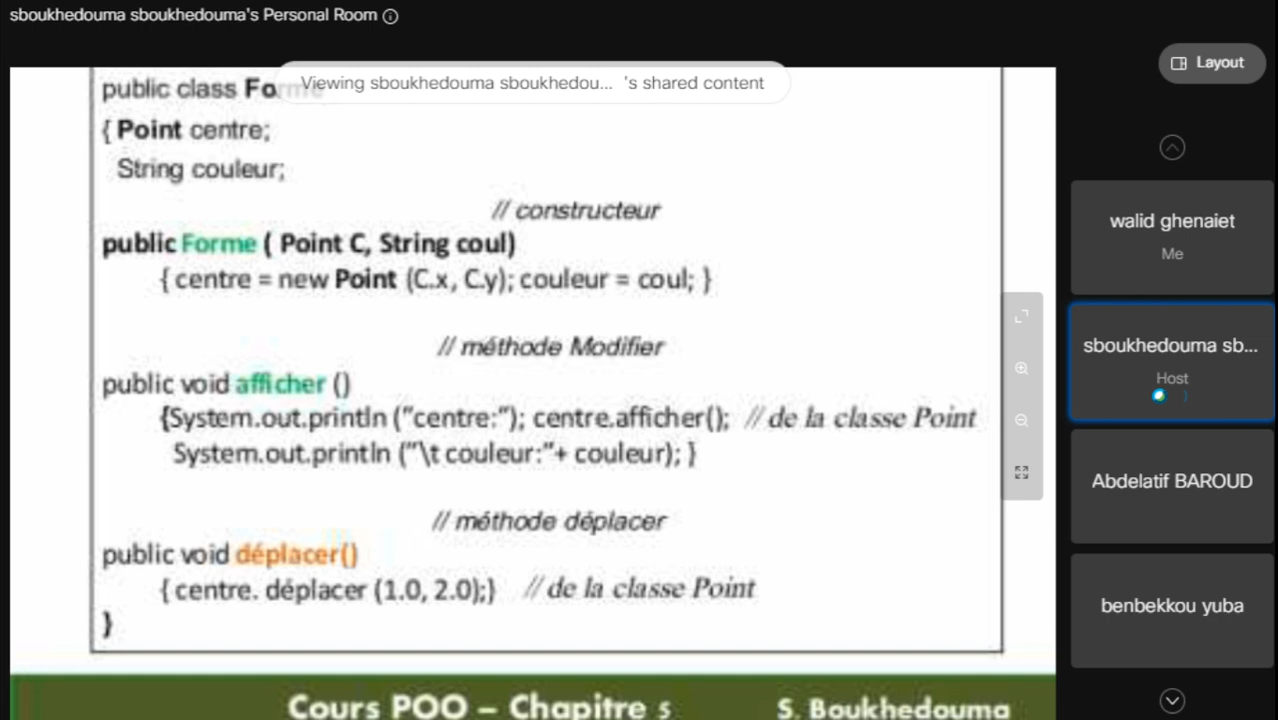 sboukhedouma sboukhedouma's Personal Room
Layout
Viewing sboukhedouma sboukhedou... 's shared content
public class Forme
{ Point centre;
String couleur;
// constructeur
public Forme ( Point C, String coul)
{ centre = new Point (C.x, C.y); couleur = coul; }
// méthode Modifier
public void afficher ()
{System.out.println ("centre:"); centre.afficher(); // de la classe Point
System.out.println ("\t couleur:"+ couleur); }
// méthode déplacer
public void déplacer()
{ centre. déplacer (1.0, 2.0);} // de la classe Point
}
Cours POO – Chapitre 5 S. Boukhedouma
walid ghenaiet
Me
sboukhedouma sb...
Host
Abdelatif BAROUD
benbekkou yuba